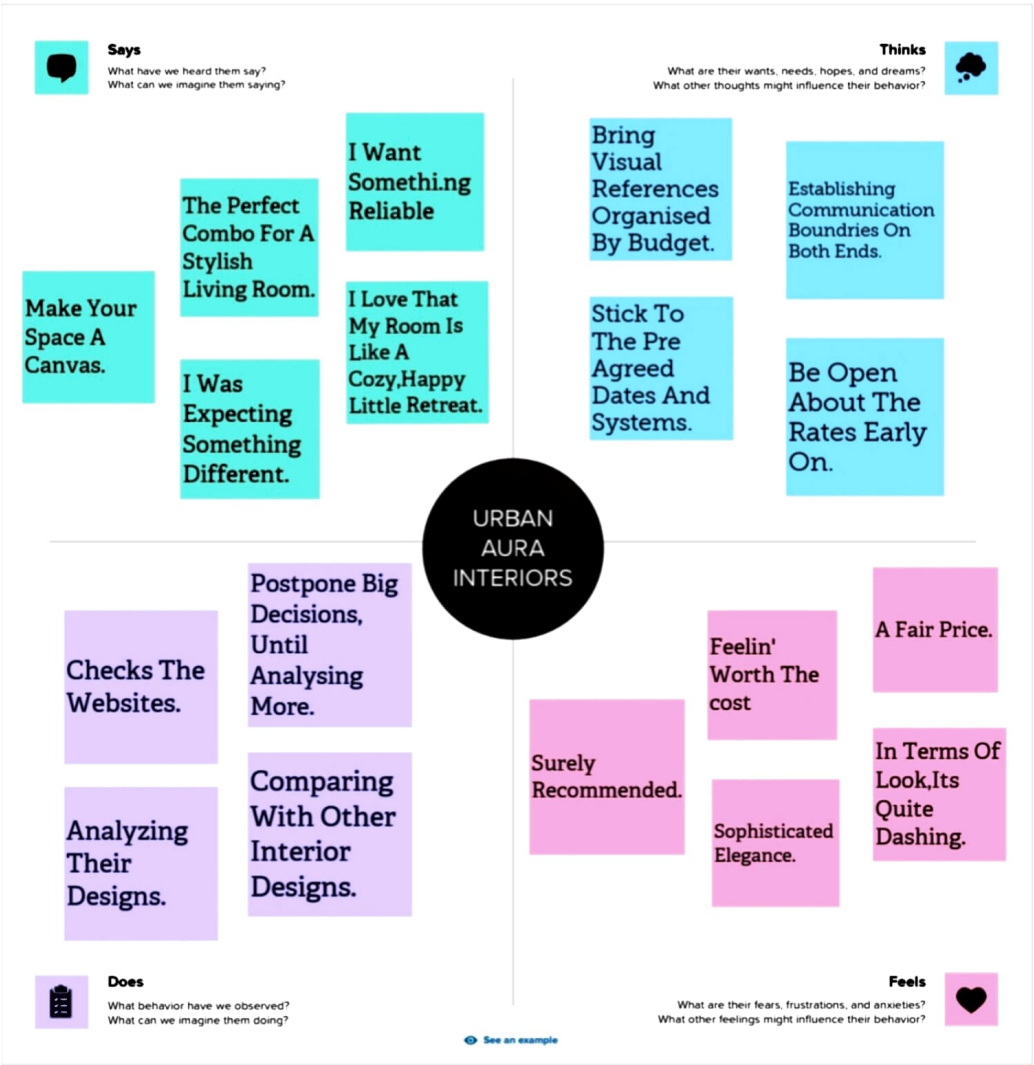 Says
What have we heard them say?
What can we imagine them saying?
Thinks
What are their wants, needs, hopes, and dreams?
What other thoughts might influence their behavior?
I Want
Somethi.ng
Reliable
The Perfect
Combo For A
Stylish
Living Room.
Make Your
Space A
Canvas.
I Love That
My Room Is
Like A
Cozy,Happy
Little Retreat.
I Was
Expecting
Something
Different.
Bring
Visual
References
Organised
By Budget.
Establishing
Communication
Boundries On
Both Ends.
Stick To
The Pre
Agreed
Dates And
Systems.
Be Open
About The
Rates Early
On.
URBAN
AURA
INTERIORS
Postpone Big
Decisions,
Until
Analysing
More.
Checks The
Websites.
Comparing
With Other
Interior
Designs.
Analyzing
Their
Designs.
A Fair Price.
Feelin'
Worth The
cost
Surely
Recommended.
In Terms Of
Look,Its
Quite
Dashing.
Sophisticated
Elegance.
Does
What behavior have we observed?
What can we imagine them doing?
Feels
What are their fears, frustrations, and anxieties?
What other feelings might influence their behavior?
See an example